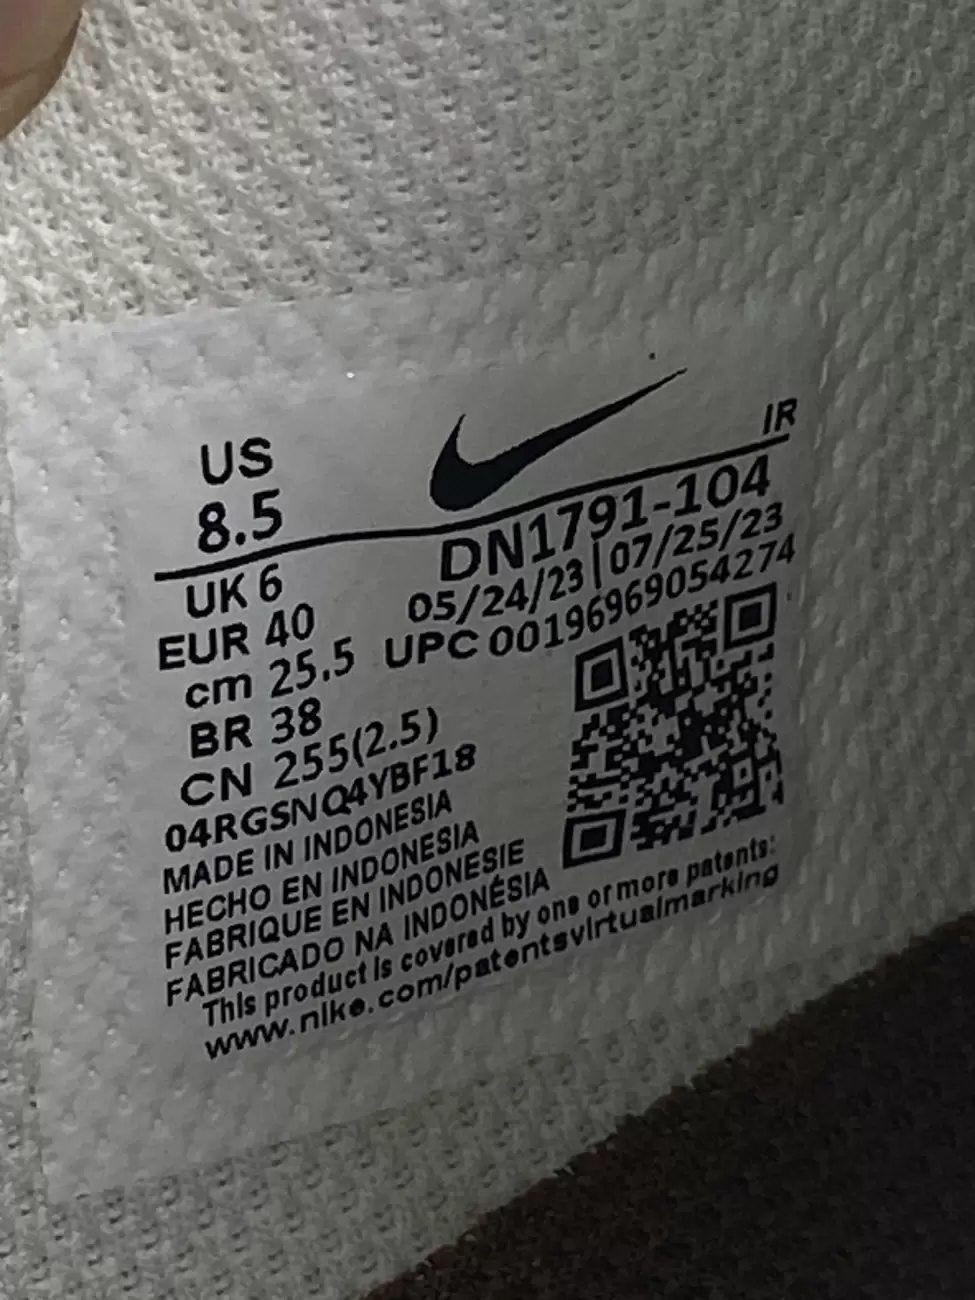 US
8.5
IR
DN1791-104
UK 6
05/24/23|07/25/23
EUR 40
UPC 00196969054274
cm 25.5
BR 38
CN 255(2.5)
04RGSNQ4YBF18
MADE IN INDONESIA
HECHO EN INDONESIA
FABRIQUE EN INDONESIE
FABRICADO NA INDONÉSIA
This product is covered by one or more patents:
www.nike.com/patentsvirtualmarking